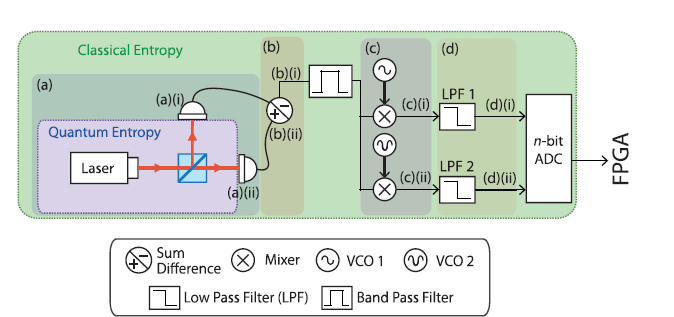 Classical Entropy
(a)
(b)
(c)
(d)
(a)(i)
(b)(i)
(b)(ii)
Quantum Entropy
Laser
(a)(ii)
(c)(i)
(c)(ii)
LPF 1
(d)(i)
LPF 2
(d)(ii)
n-bit
ADC
FPGA
Sum
Difference
Mixer
VCO 1
VCO 2
Low Pass Filter (LPF)
Band Pass Filter